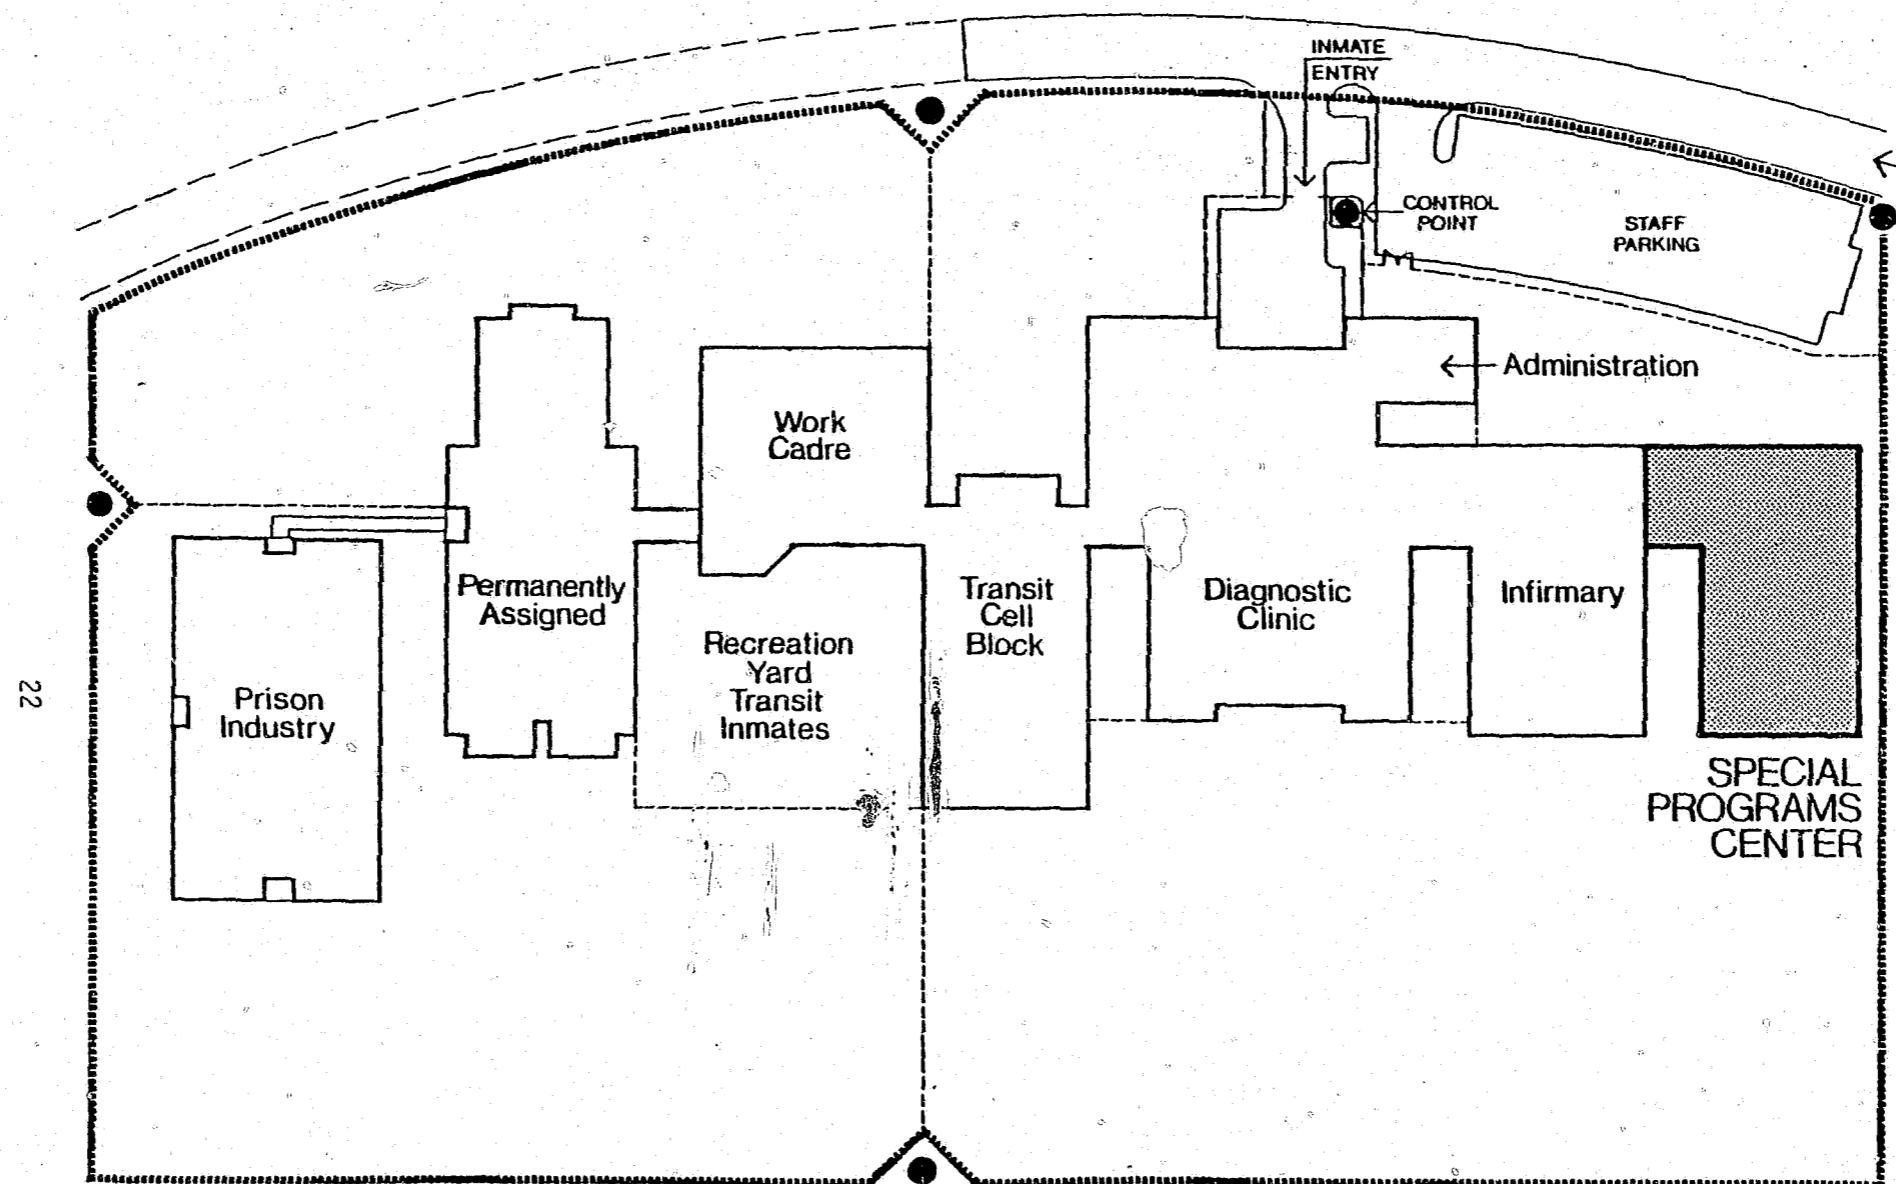 INMATE
ENTRY
CONTROL
POINT
STAFF
PARKING
Administration
Work
Cadre
Permanently
Assigned
Transit
Cell
Block
Diagnostic
Clinic
Infirmary
Recreation
Yard
Transit
Inmates
Prison
Industry
22
SPECIAL
PROGRAMS
CENTER